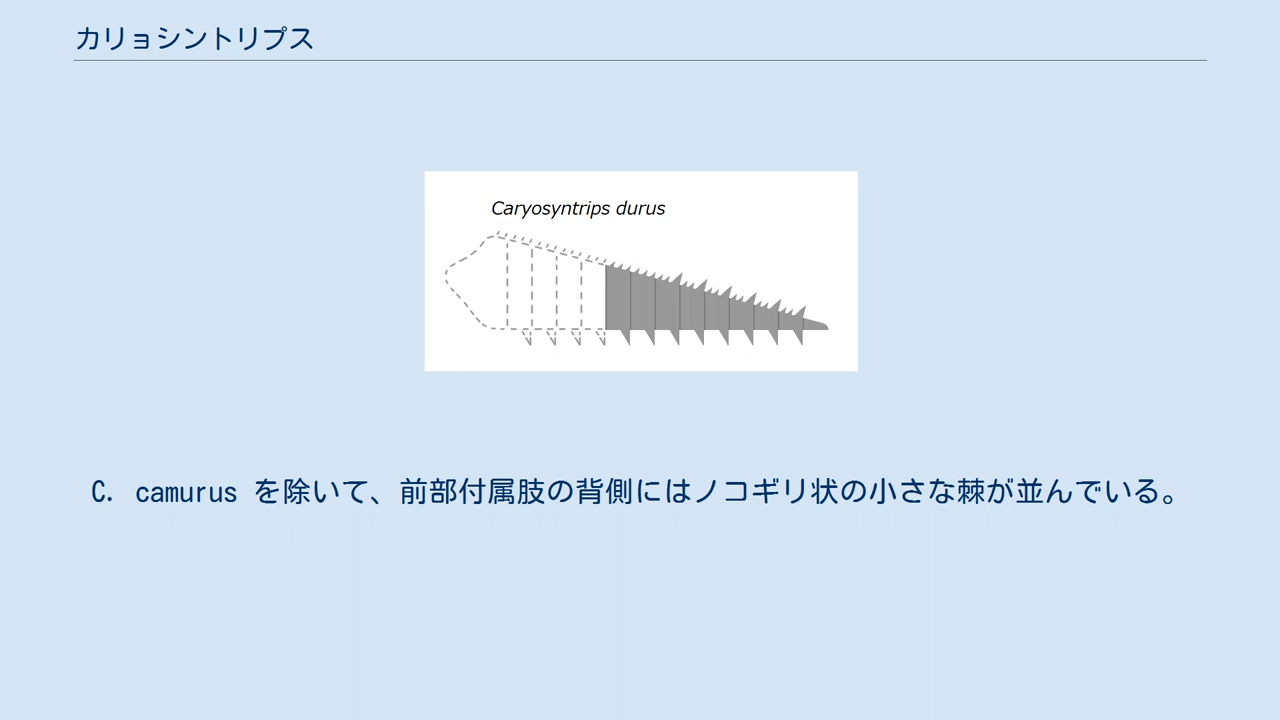 カリョシントリプス
Caryosyntrips durus
C. camurus を除いて、前部付属肢の背側にはノコギリ状の小さな棘が並んでいる。